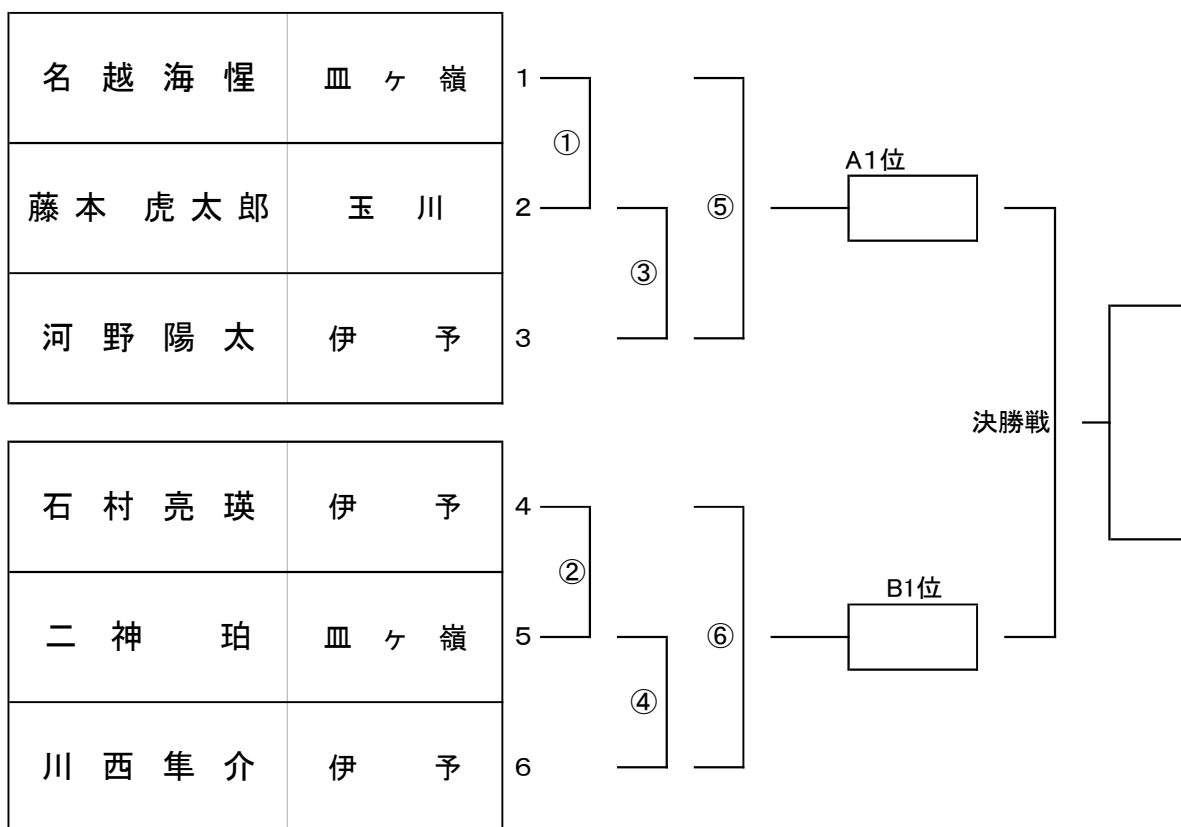 名越海惺 皿ヶ嶺 1
①
A1位
藤本 虎太郎 玉川 2
⑤
③
河野陽太 伊予 3
決勝戦
石村亮瑛 伊予 4
②
B1位
二神 珀 皿ヶ嶺 5
⑥
④
川西隼介 伊予 6